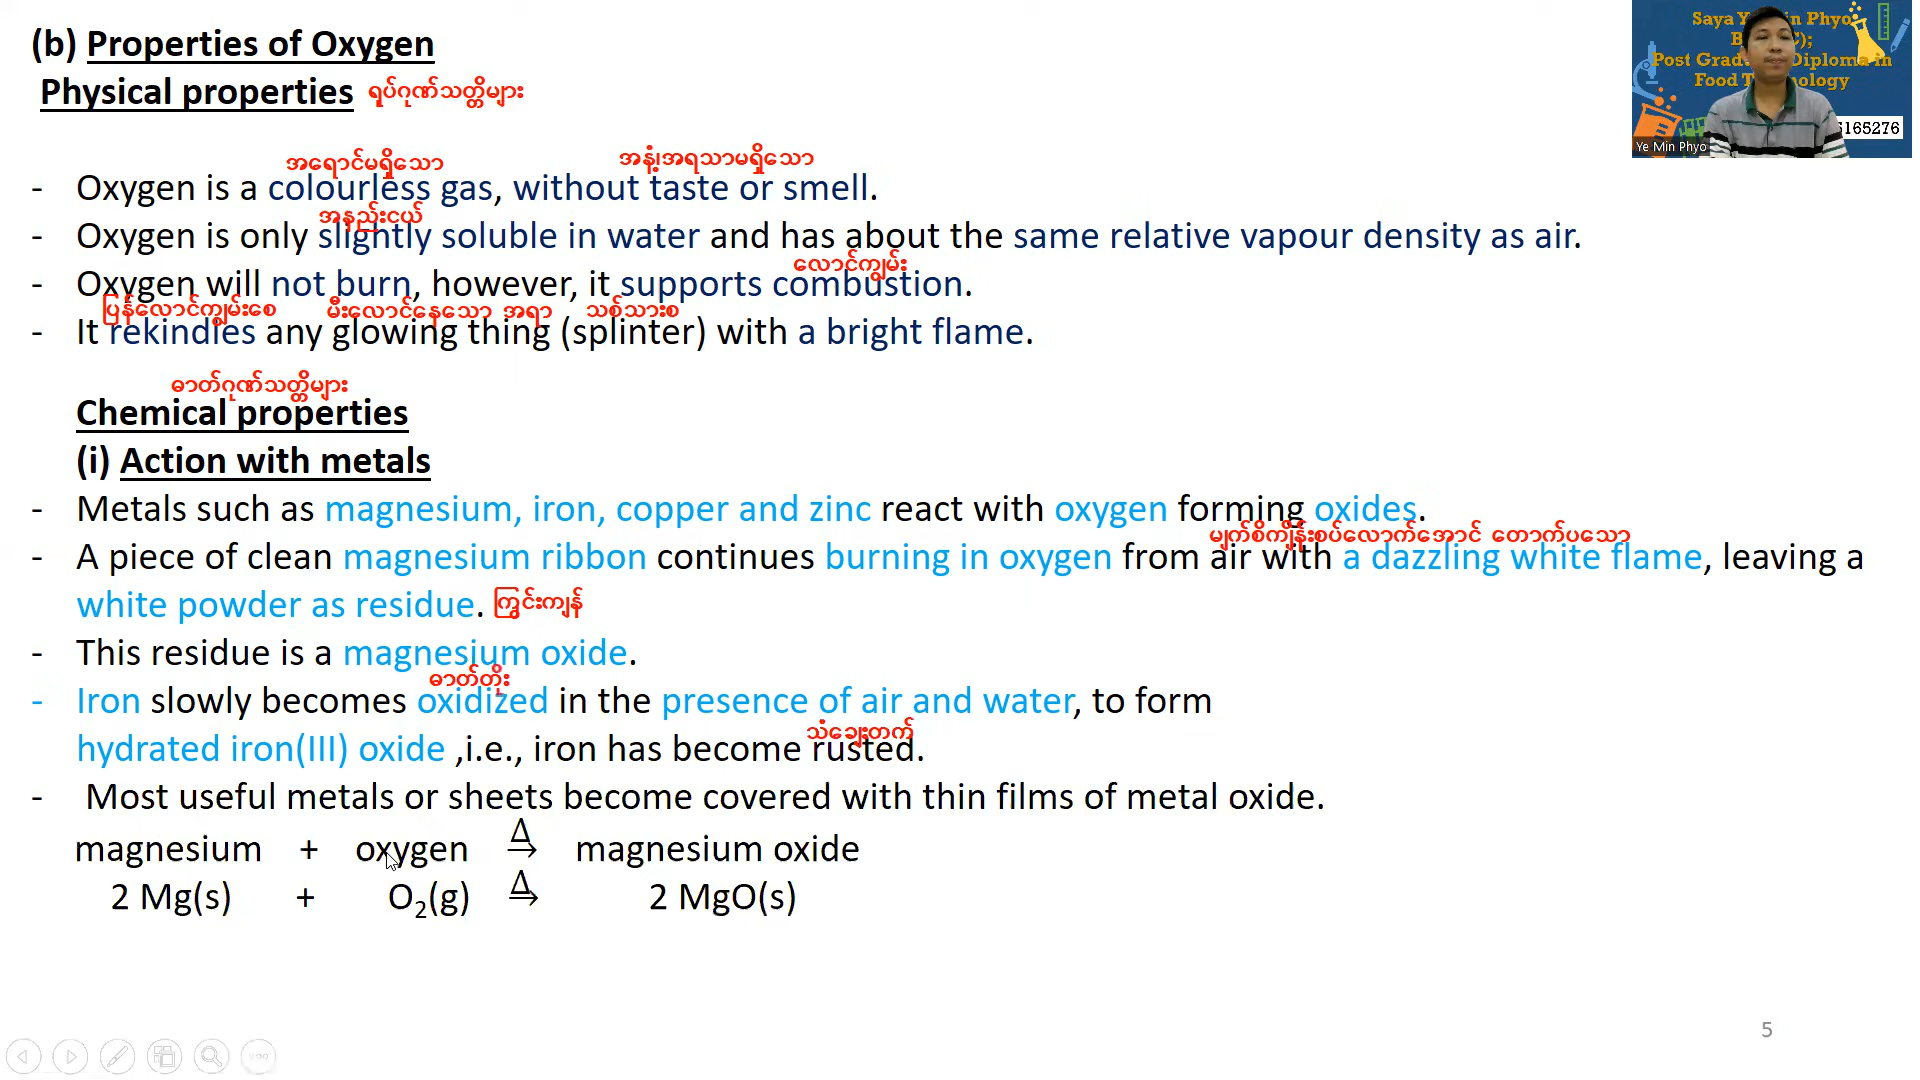 (b) Properties of Oxygen
Physical properties ရုပ်ဂုဏ်သတ္တိများ
အရောင်မရှိသော အနံ့၊အရသာမရှိသော
- Oxygen is a colourless gas, without taste or smell.
အနည်းငယ်
- Oxygen is only slightly soluble in water and has about the same relative vapour density as air.
လောင်ကျွမ်း
- Oxygen will not burn, however, it supports combustion.
ပြန်လောင်ကျွမ်းစေ မီးလောင်နေသော အရာ သစ်သားစ
- It rekindles any glowing thing (splinter) with a bright flame.
ဓာတ်ဂုဏ်သတ္တိများ
Chemical properties
(i) Action with metals
- Metals such as magnesium, iron, copper and zinc react with oxygen forming oxides.
မျက်စိကျိန်းစပ်လောက်အောင် တောက်ပသော
- A piece of clean magnesium ribbon continues burning in oxygen from air with a dazzling white flame, leaving a
white powder as residue. ကြွင်းကျန်
- This residue is a magnesium oxide.
ဓာတ်တိုး
- Iron slowly becomes oxidized in the presence of air and water, to form
သံချေးတက်
hydrated iron(III) oxide ,i.e., iron has become rusted.
- Most useful metals or sheets become covered with thin films of metal oxide.
magnesium + oxygen Δ→ magnesium oxide
2 Mg(s) + O₂(g) Δ→ 2 MgO(s)
5
Saya Ye Min Phyo
Post Graduate Diploma in
Food Technology
165276
Ye Min Phyo